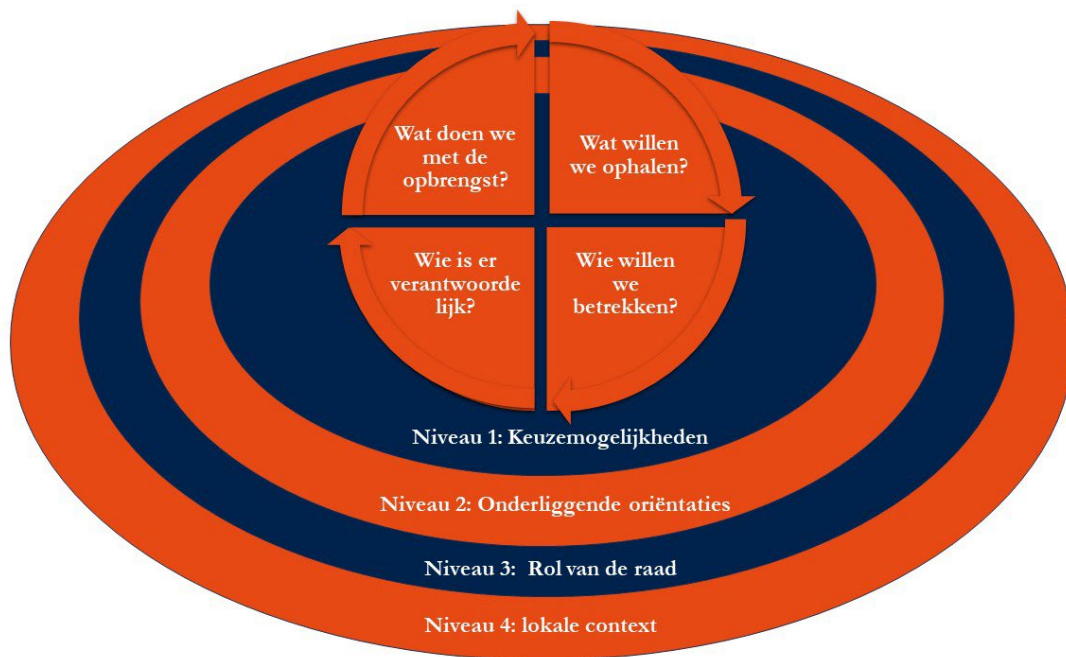 Wat doen we
met de
opbrengst?
Wat willen
we ophalen?
Wie is er
verantwoorde
lijk?
Wie willen
we
betrekken?
Niveau 1: Keuzemogelijkheden
Niveau 2: Onderliggende oriëntaties
Niveau 3: Rol van de raad
Niveau 4: lokale context